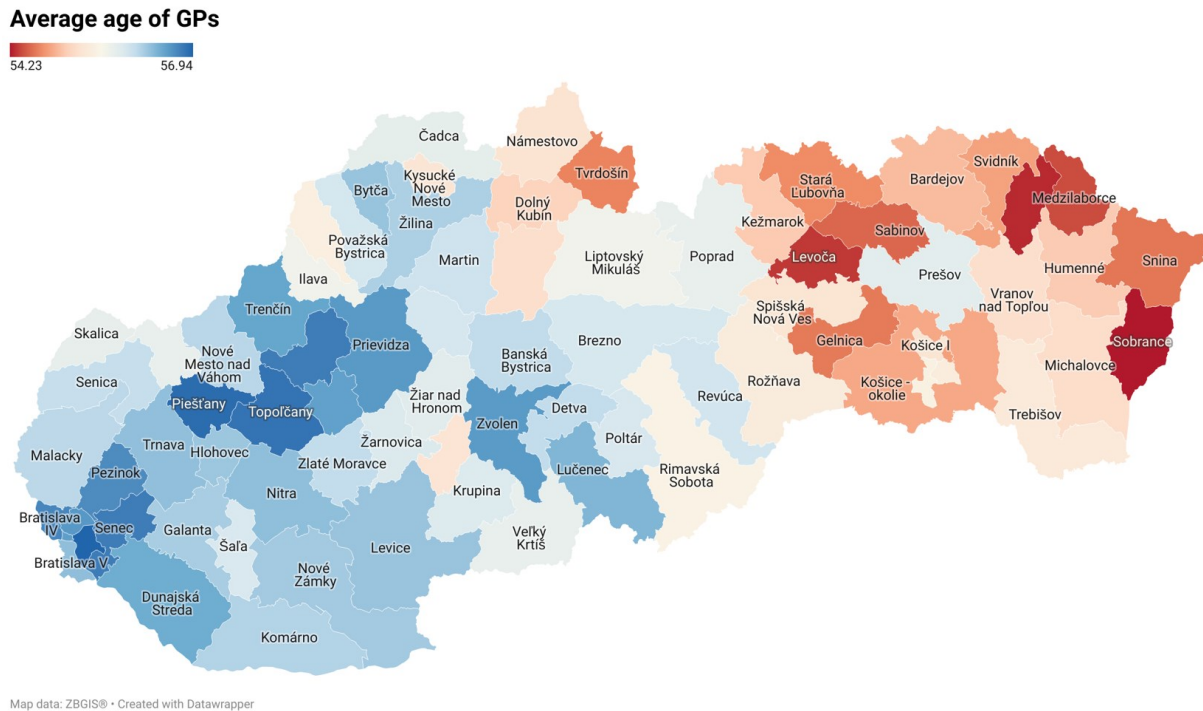 Average age of GPs
54.23
56.94
Čadca
Námestovo
Tvrdošín
Kysucké
Nové
Mesto
Bytča
Dolný
Kubín
Žilina
Považská
Bystrica
Ilava
Martin
Liptovský
Mikuláš
Poprad
Kežmarok
Stará
Ľubovňa
Bardejov
Svidník
Medzilaborce
Sabinov
Levoča
Prešov
Humenné
Snina
Vranov
nad Topľou
Spišská
Nová Ves
Gelnica
Košice I
Košice -
okolie
Michalovce
Sobrance
Trebišov
Rožňava
Revúca
Brezno
Banská
Bystrica
Trenčín
Prievidza
Skalica
Nové
Mesto nad
Váhom
Senica
Piešťany
Topoľčany
Žiar nad
Hronom
Zvolen
Detva
Poltár
Lučenec
Rimavská
Sobota
Žarnovica
Zlaté Moravce
Hlohovec
Trnava
Malacky
Pezinok
Nitra
Krupina
Veľký
Krtíš
Bratislava
IV
Senec
Galanta
Šaľa
Levice
Bratislava V
Nové
Zámky
Dunajská
Streda
Komárno
Map data: ZBGIS® • Created with Datawrapper